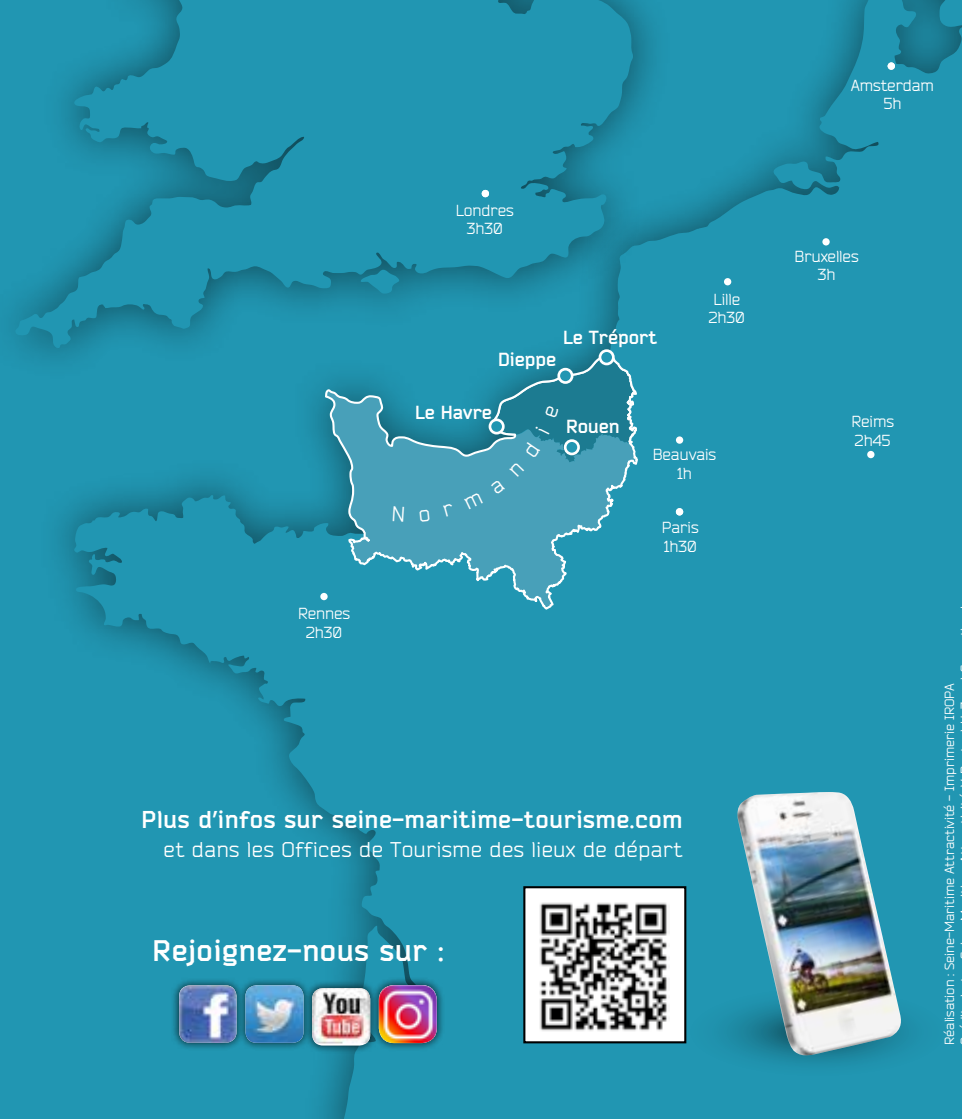 Amsterdam
5h
Londres
3h30
Bruxelles
3h
Lille
2h30
Le Tréport
Dieppe
Le Havre
Rouen
Normandie
Reims
2h45
Beauvais
1h
Paris
1h30
Rennes
2h30
Plus d'infos sur seine-maritime-tourisme.com
et dans les Offices de Tourisme des lieux de départ
Rejoignez-nous sur :
f
You
Tube
Réalisation : Seine-Maritime Attractivité - Imprimerie IROPA